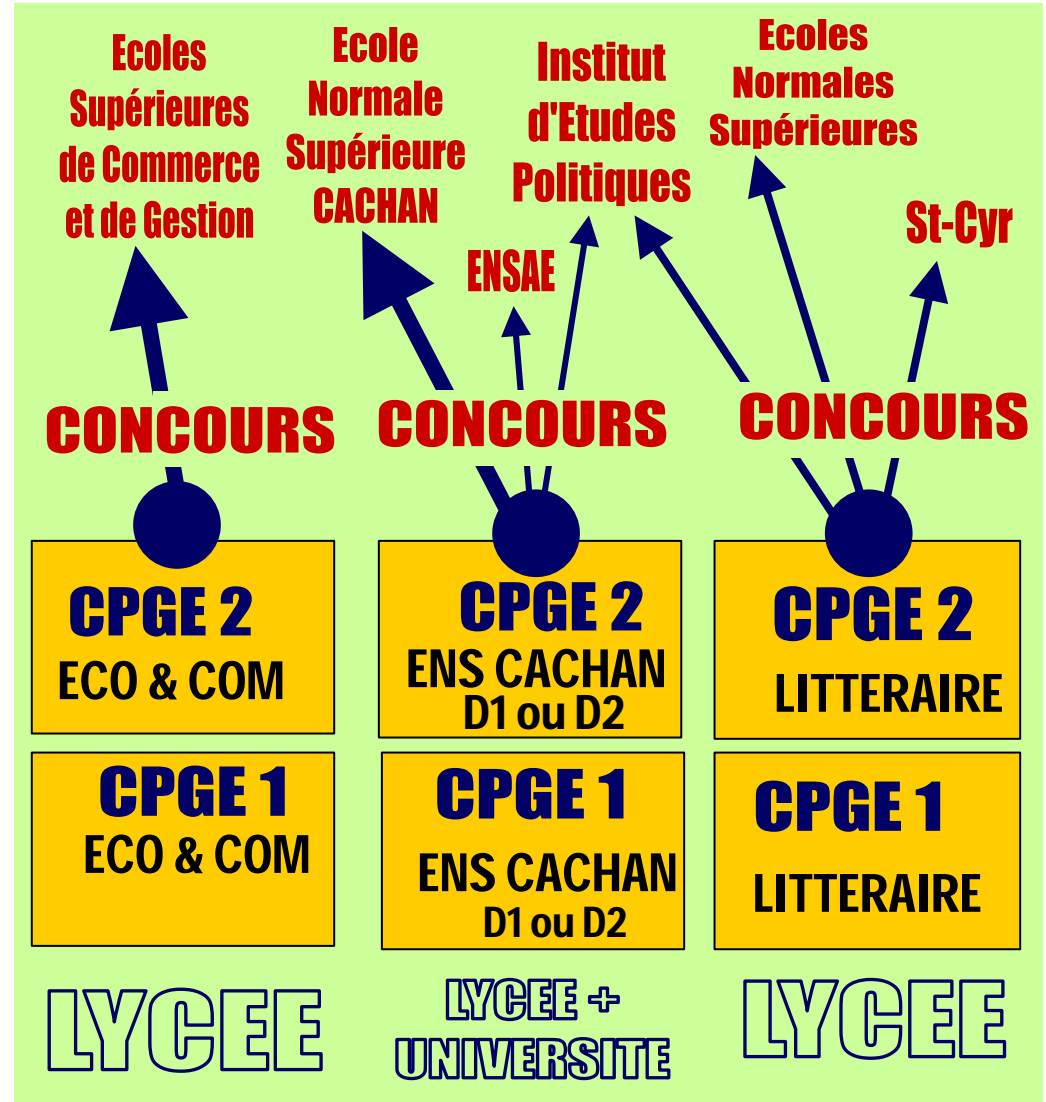 Ecoles
Supérieures
de Commerce
et de Gestion
Ecole
Normale
Supérieure
CACHAN
ENSAE
Institut
d'Etudes
Politiques
Ecoles
Normales
Supérieures
St-Cyr
CONCOURS
CONCOURS
CONCOURS
CPGE 2
ECO & COM
CPGE 2
ENS CACHAN
D1 ou D2
CPGE 2
LITTERAIRE
CPGE 1
ECO & COM
CPGE 1
ENS CACHAN
D1 ou D2
CPGE 1
LITTERAIRE
LYCEE
LYCEE +
UNIVERSITE
LYCEE